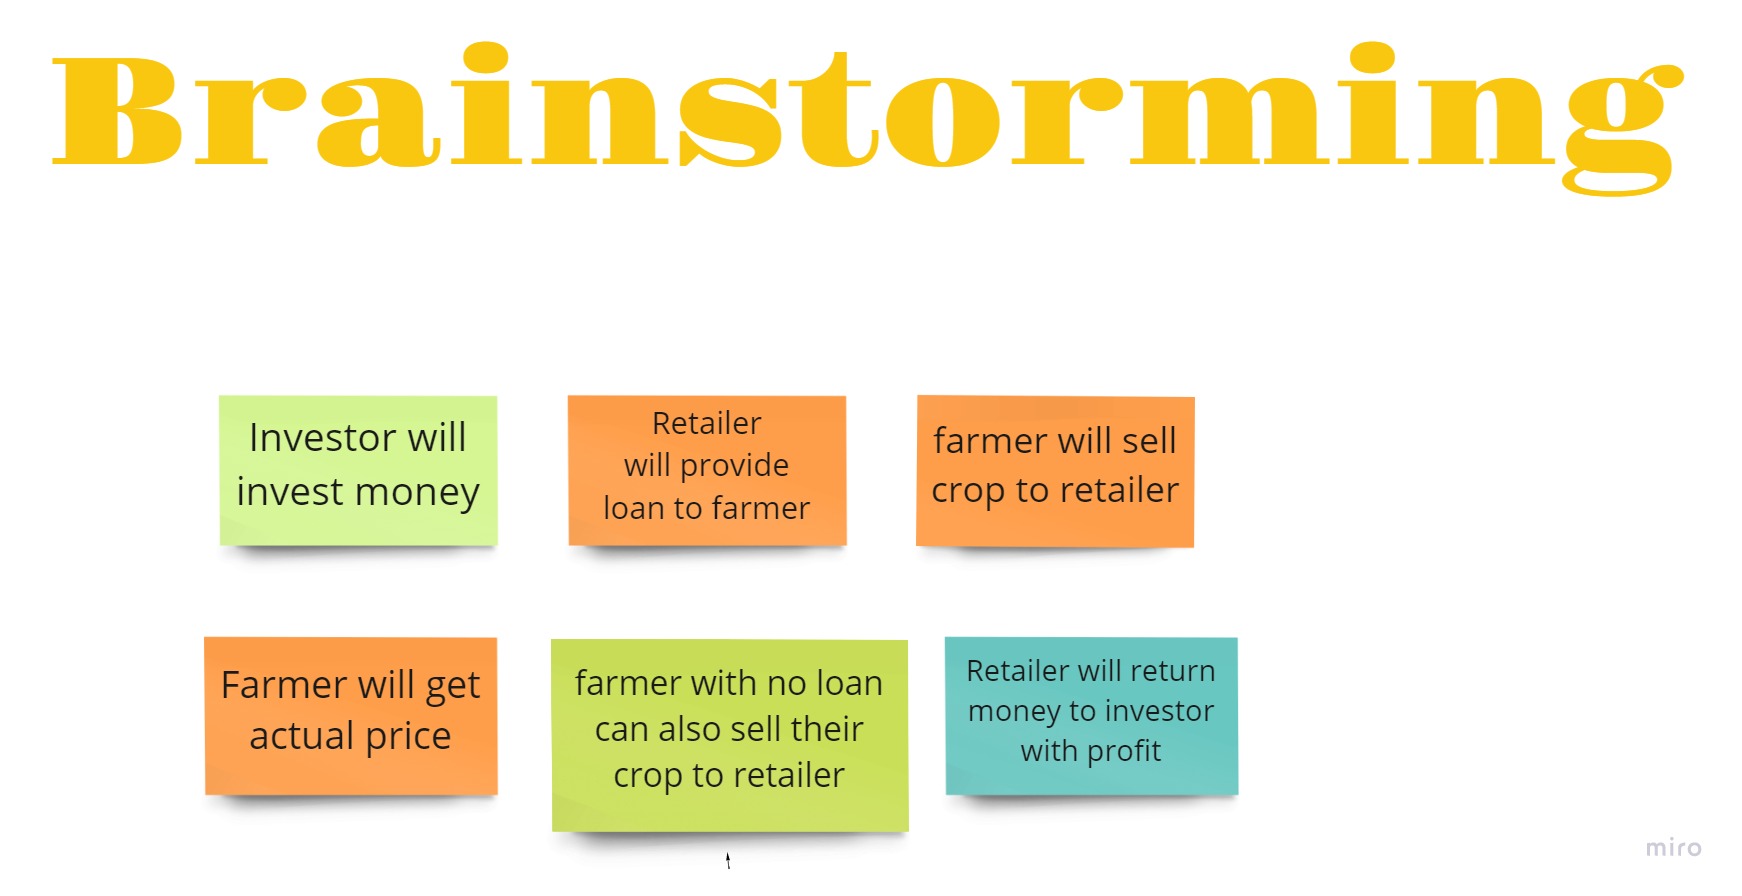 Brainstorming
Investor will
invest money
Retailer
will provide
loan to farmer
farmer will sell
crop to retailer
Farmer will get
actual price
farmer with no loan
can also sell their
crop to retailer
Retailer will return
money to investor
with profit
miro